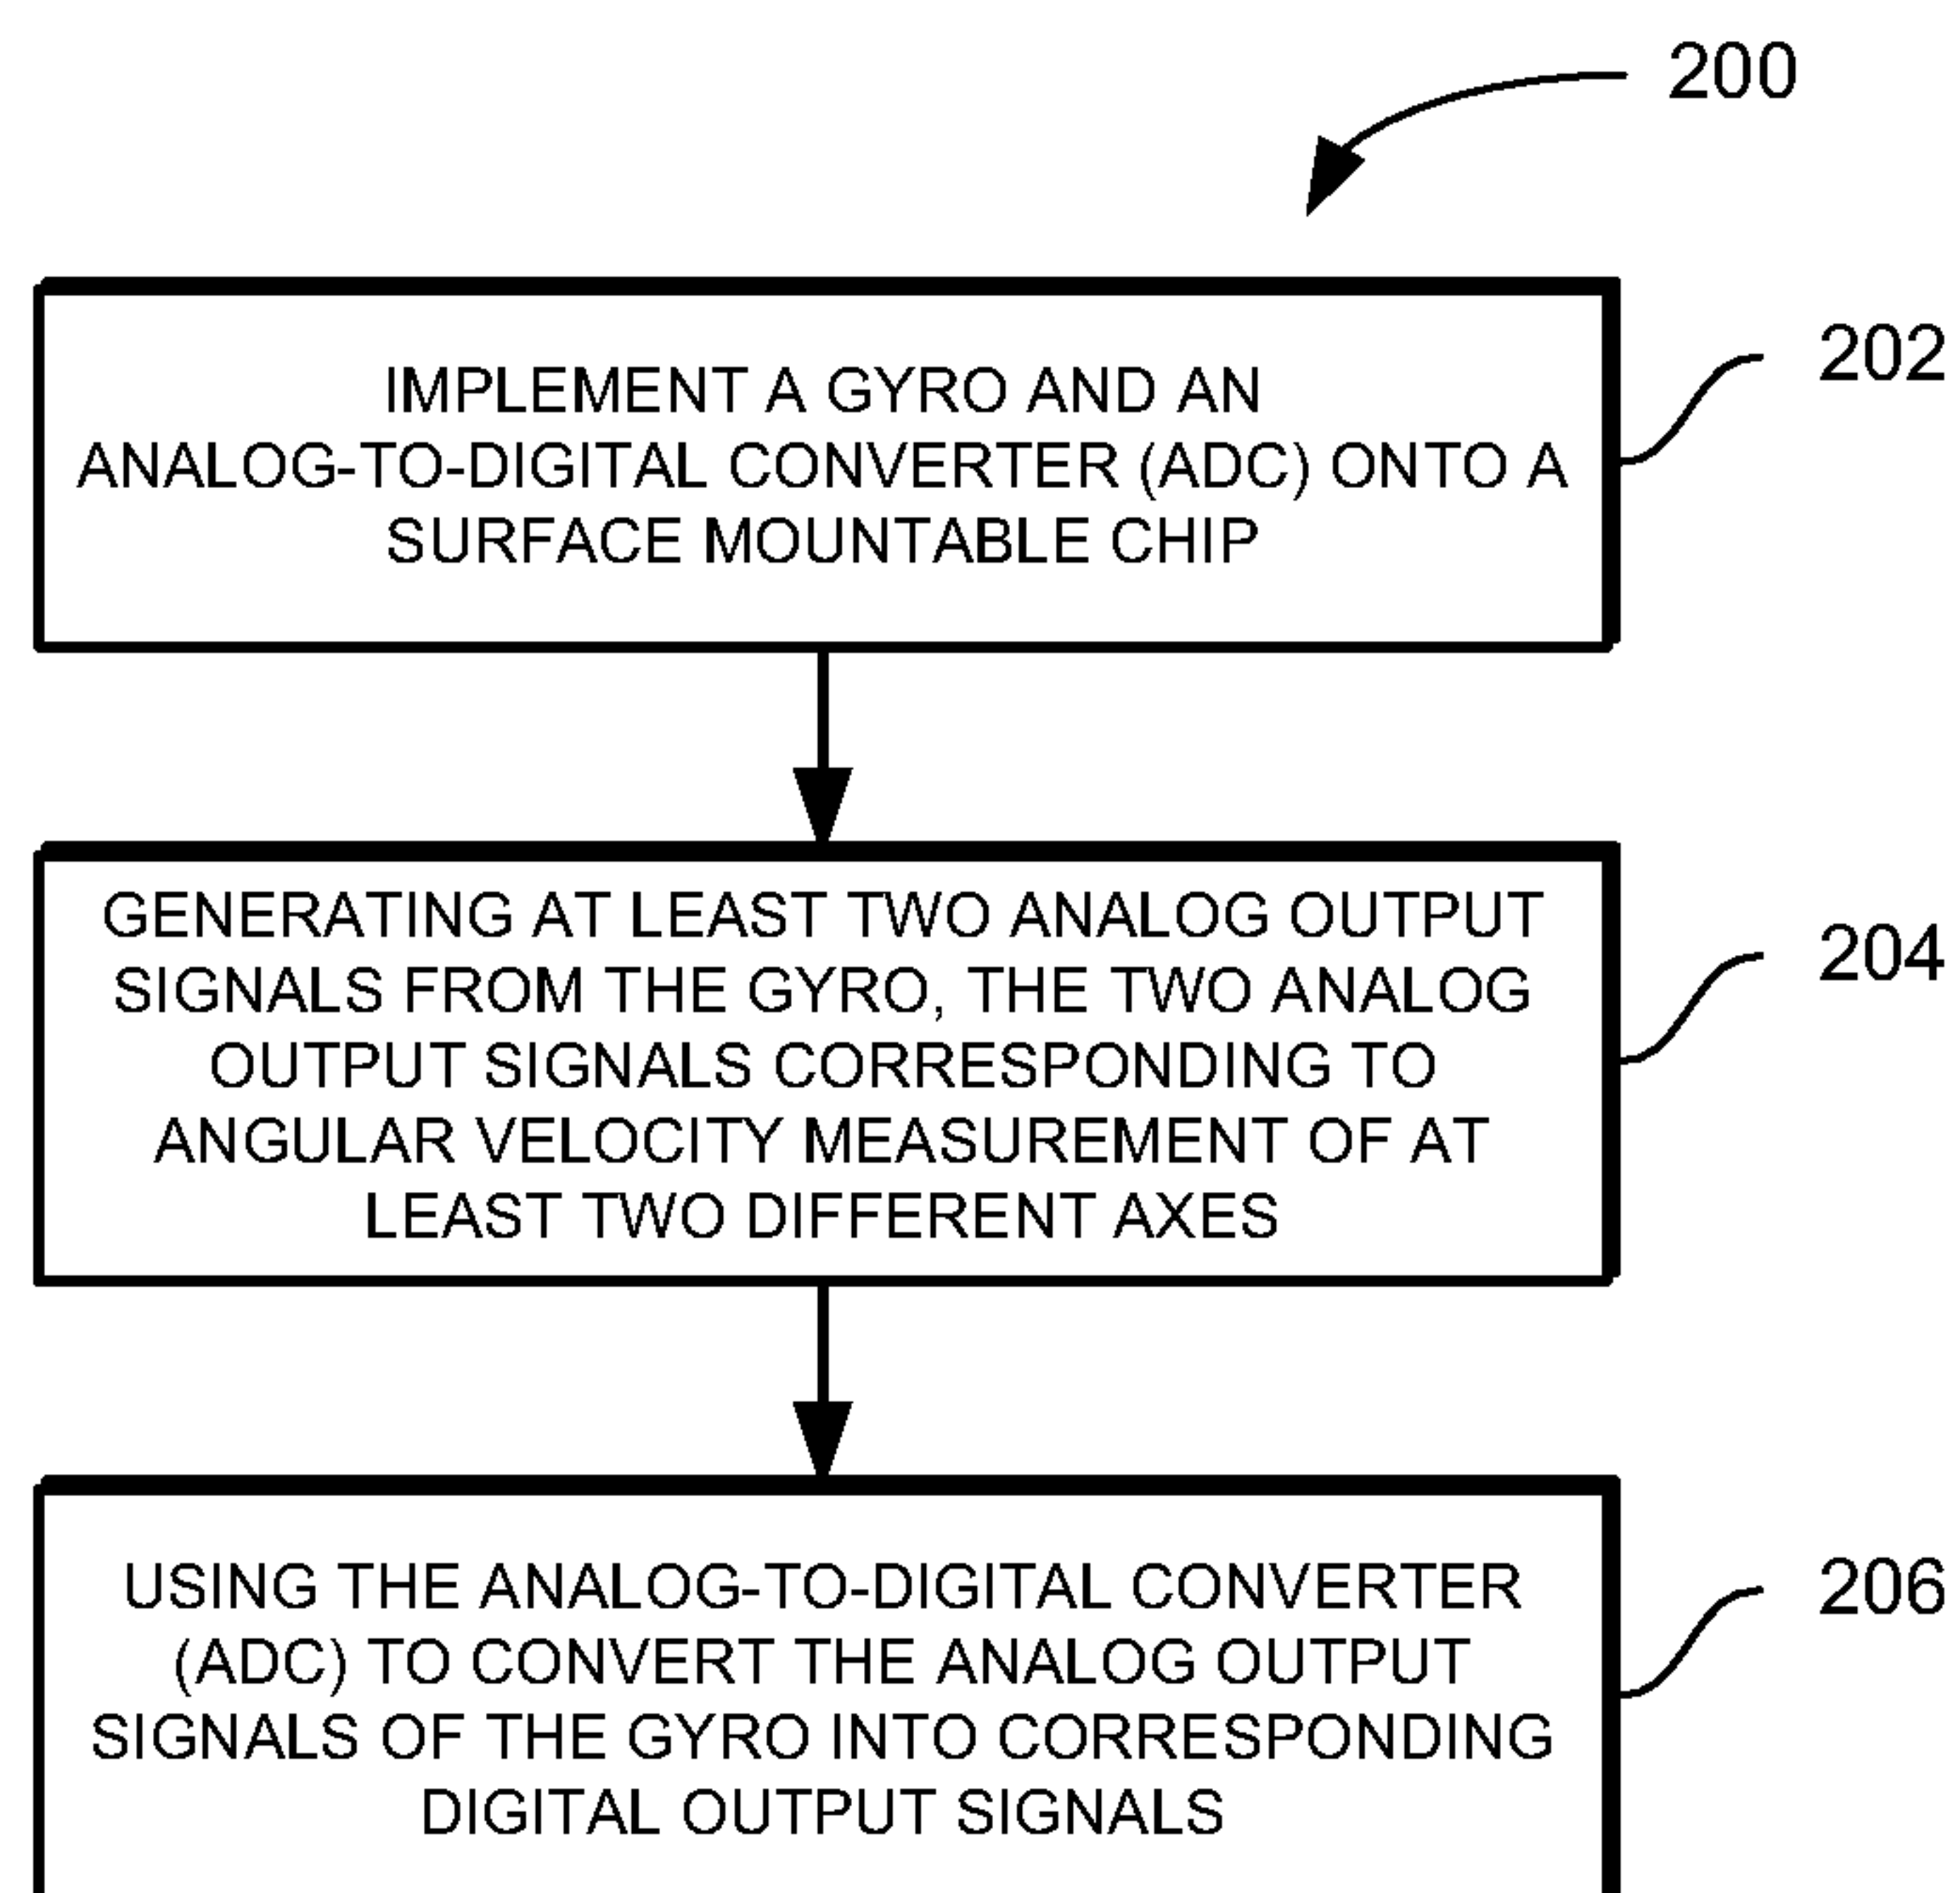 200
IMPLEMENT A GYRO AND AN
ANALOG-TO-DIGITAL CONVERTER (ADC) ONTO A
SURFACE MOUNTABLE CHIP
202
GENERATING AT LEAST TWO ANALOG OUTPUT
SIGNALS FROM THE GYRO, THE TWO ANALOG
OUTPUT SIGNALS CORRESPONDING TO
ANGULAR VELOCITY MEASUREMENT OF AT
LEAST TWO DIFFERENT AXES
204
USING THE ANALOG-TO-DIGITAL CONVERTER
(ADC) TO CONVERT THE ANALOG OUTPUT
SIGNALS OF THE GYRO INTO CORRESPONDING
DIGITAL OUTPUT SIGNALS
206